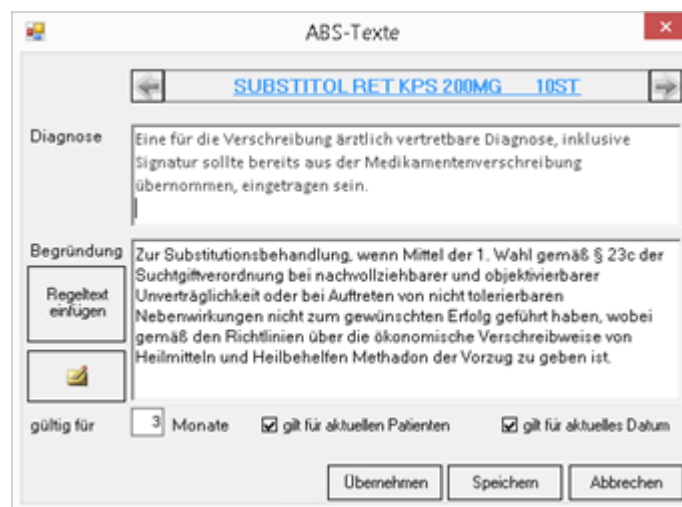 ABS-Texte
SUBSTITOL RET KPS 200MG 10ST
Diagnose
Eine für die Verschreibung ärztlich vertretbare Diagnose, inklusive
Signatur sollte bereits aus der Medikamentenverschreibung
übernommen, eingetragen sein.
Begründung
Zur Substitutionsbehandlung, wenn Mittel der 1. Wahl gemäß § 23c der
Suchtgiftverordnung bei nachvollziehbarer und objektivierbarer
Unverträglichkeit oder bei Auftreten von nicht tolerierbaren
Nebenwirkungen nicht zum gewünschten Erfolg geführt haben, wobei
gemäß den Richtlinien über die ökonomische Verschreibweise von
Heilmitteln und Heilbehelfen Methadon der Vorzug zu geben ist.
Regeltext
einfügen
gültig für 3 Monate gilt für aktuellen Patienten gilt für aktuelles Datum
Übernehmen Speichern Abbrechen